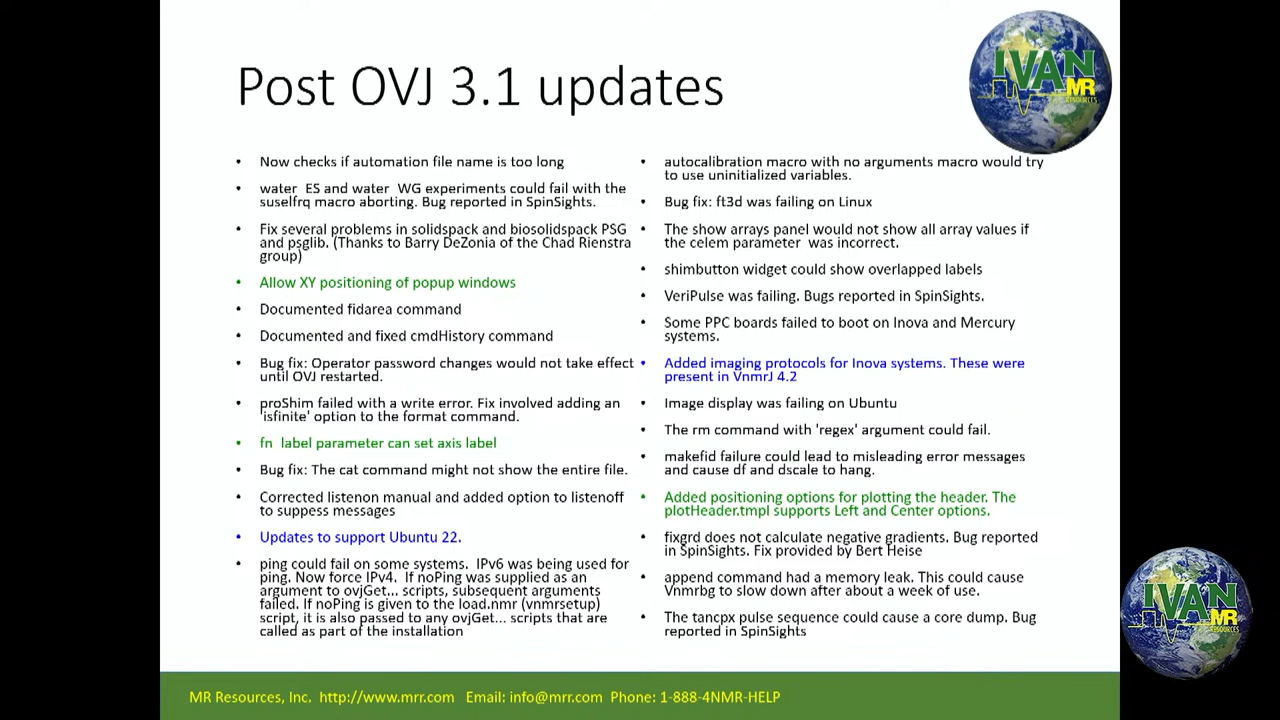 Post OVJ 3.1 updates
• Now checks if automation file name is too long
• water ES and water WG experiments could fail with the
suselfrq macro aborting. Bug reported in SpinSights.
• Fix several problems in solidspack and biosolidspack PSG
and psglib. (Thanks to Barry DeZonia of the Chad Rienstra
group)
• Allow XY positioning of popup windows
• Documented fidarea command
• Documented and fixed cmdHistory command
• Bug fix: Operator password changes would not take effect
until OVJ restarted.
• proShim failed with a write error. Fix involved adding an
'isfinite' option to the format command.
• fn label parameter can set axis label
• Bug fix: The cat command might not show the entire file.
• Corrected listenon manual and added option to listenoff
to suppess messages
• Updates to support Ubuntu 22.
• ping could fail on some systems. IPv6 was being used for
ping. Now force IPv4. If noPing was supplied as an
argument to ovjGet... scripts, subsequent arguments
failed. If noPing is given to the load.nmr (vnmrsetup)
script, it is also passed to any ovjGet... scripts that are
called as part of the installation
• autocalibration macro with no arguments macro would try
to use uninitialized variables.
• Bug fix: ft3d was failing on Linux
• The show arrays panel would not show all array values if
the celem parameter was incorrect.
• shimbutton widget could show overlapped labels
• VeriPulse was failing. Bugs reported in SpinSights.
• Some PPC boards failed to boot on Inova and Mercury
systems.
• Added imaging protocols for Inova systems. These were
present in VnmrJ 4.2
• Image display was failing on Ubuntu
• The rm command with 'regex' argument could fail.
• makefid failure could lead to misleading error messages
and cause df and dscale to hang.
• Added positioning options for plotting the header. The
plotHeader.tmpl supports Left and Center options.
• fixgrd does not calculate negative gradients. Bug reported
in SpinSights. Fix provided by Bert Heise
• append command had a memory leak. This could cause
Vnmrbg to slow down after about a week of use.
• The tancpx pulse sequence could cause a core dump. Bug
reported in SpinSights
IVAN
MR
RESOURCES
IVAN
MR
RESOURCES
MR Resources, Inc. http://www.mrr.com Email: info@mrr.com Phone: 1-888-4NMR-HELP